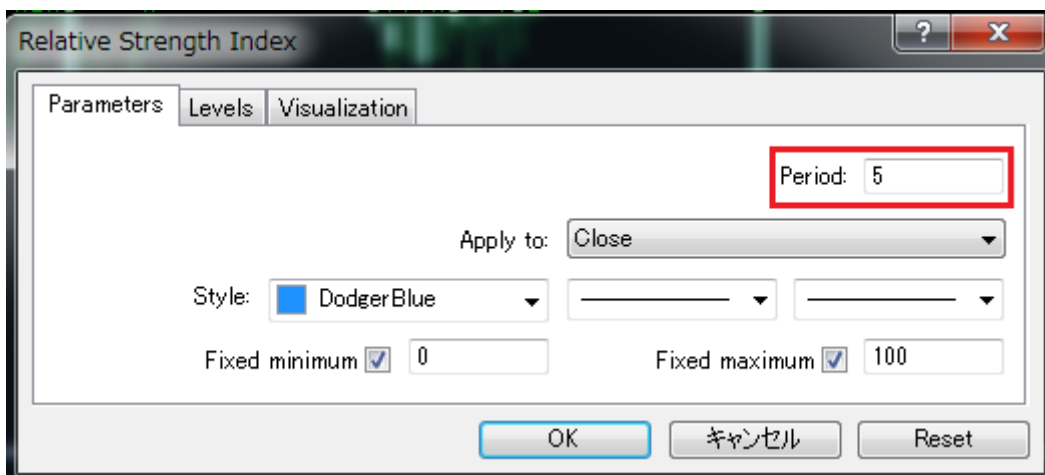 Relative Strength Index
?
x
Parameters Levels Visualization
Period: 5
Apply to: Close
Style: DodgerBlue
Fixed minimum 0 Fixed maximum 100
OK キャンセル Reset